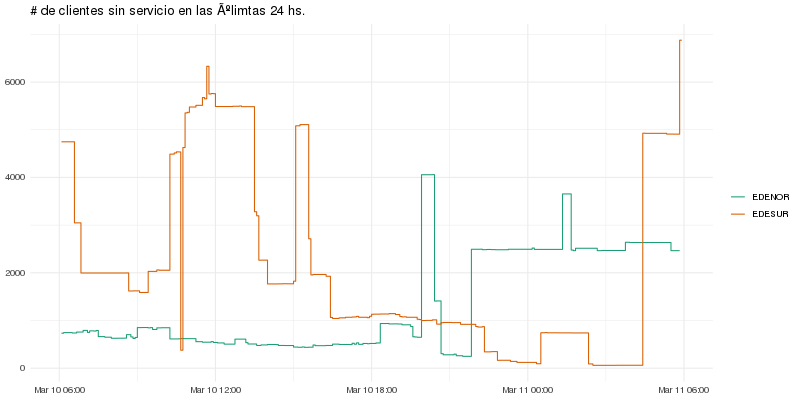 # de clientes sin servicio en las Ãºlimtas 24 hs.
6000
4000
2000
0
Mar 10 06:00
Mar 10 12:00
Mar 10 18:00
Mar 11 00:00
Mar 11 06:00
EDENOR
EDESUR